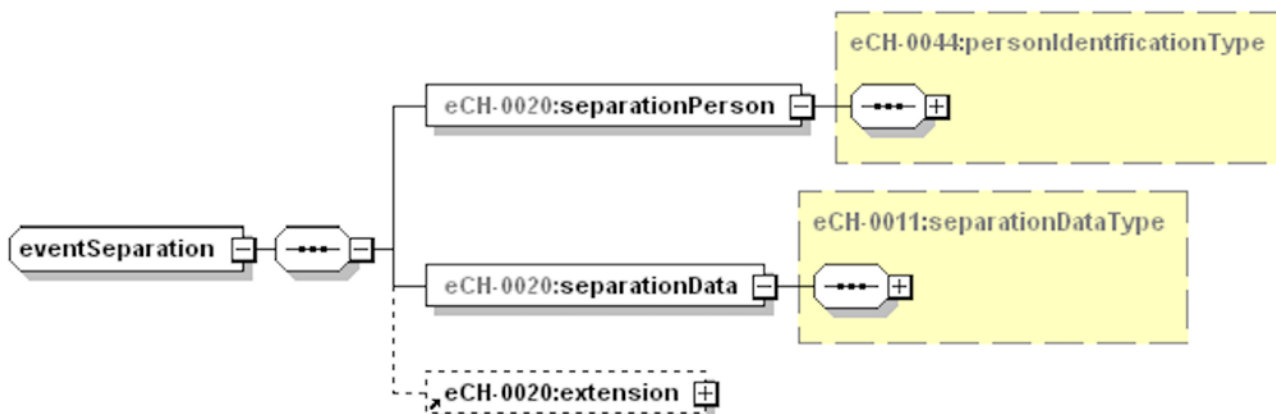 eCH-0044:personIdentificationType
eCH-0020:separationPerson
eCH-0011:separationDataType
eventSeparation
eCH-0020:separationData
eCH-0020:extension